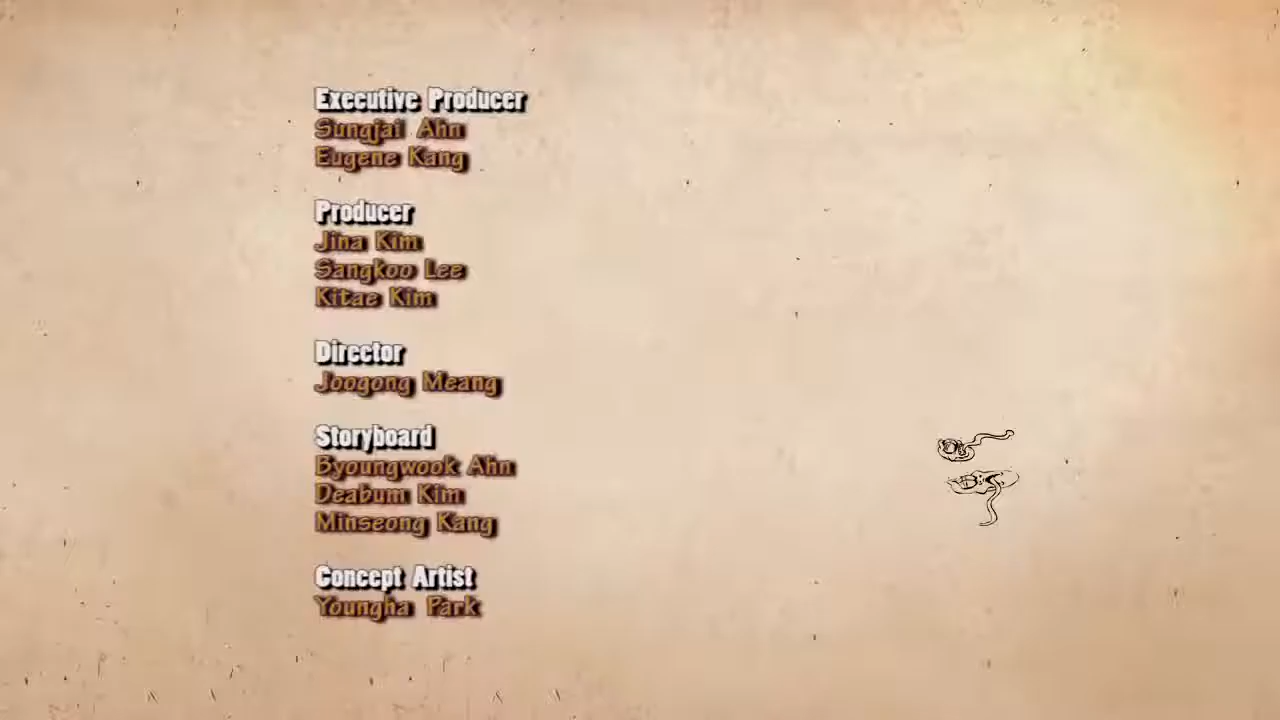 Executive Producer
Sungjai Ahn
Eugene Kang
Producer
Jina Kim
Sangkoo Lee
Kitae Kim
Director
Joogong Meang
Storyboard
Byoungwook Ahn
Deabum Kim
Minseong Kang
Concept Artist
Youngha Park